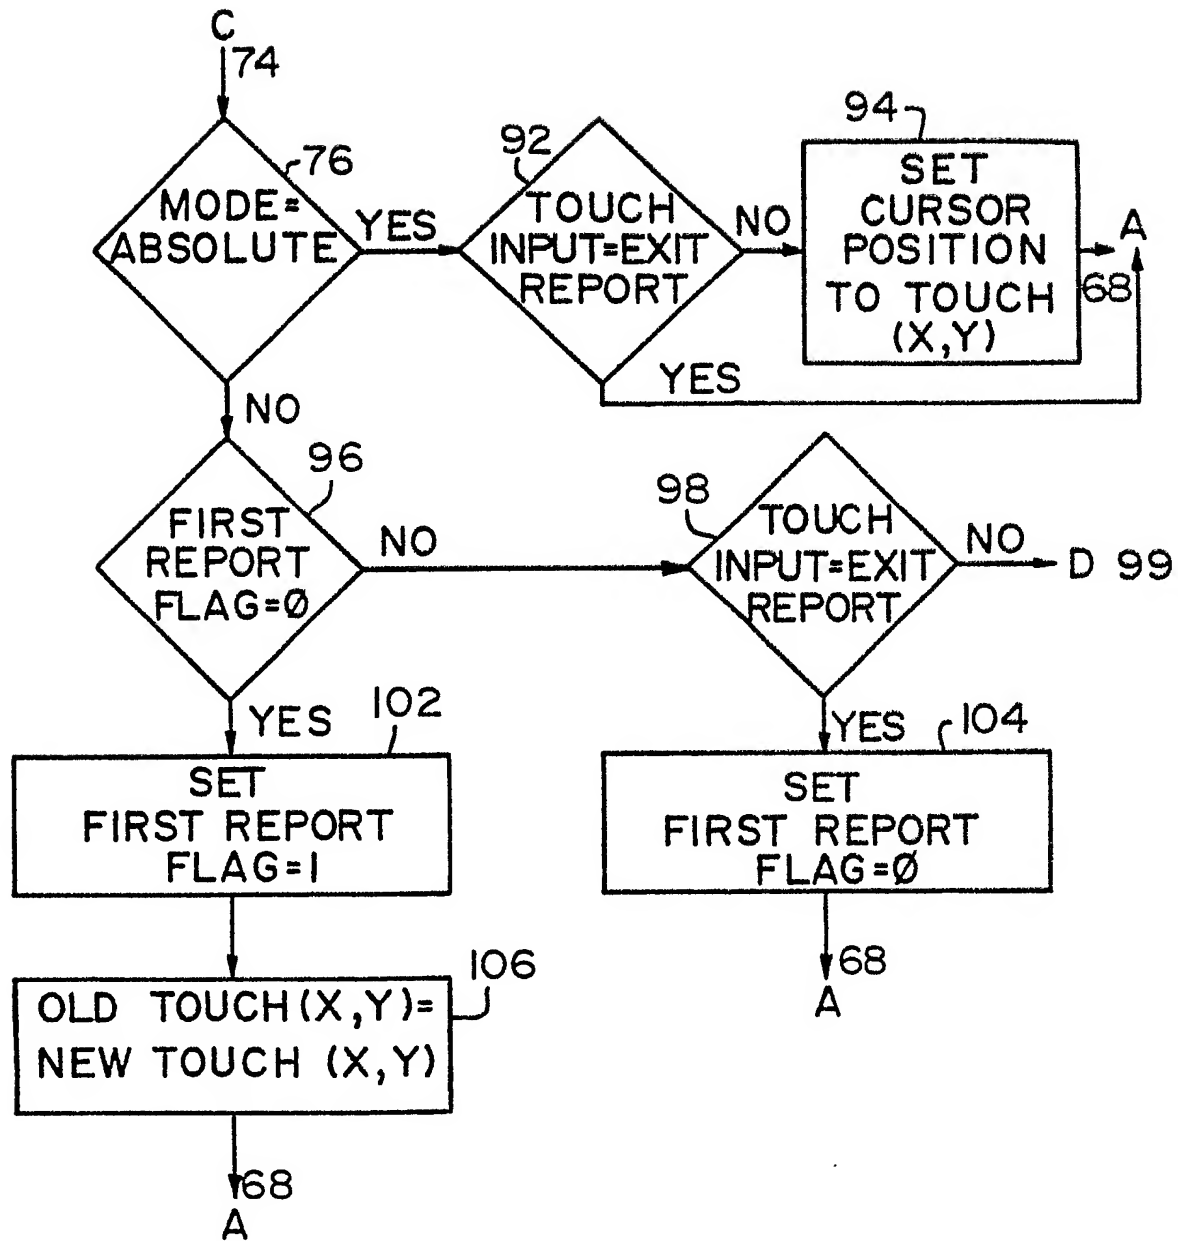 C
74
76
MODE=
ABSOLUTE
YES
92
TOUCH
INPUT=EXIT
REPORT
NO
94
SET
CURSOR
POSITION
TO TOUCH
(X,Y)
A
68
YES
NO
96
FIRST
REPORT
FLAG=Ø
NO
98
TOUCH
INPUT=EXIT
REPORT
NO
D 99
YES
102
SET
FIRST REPORT
FLAG=1
YES
104
SET
FIRST REPORT
FLAG=Ø
68
A
106
OLD TOUCH(X,Y)=
NEW TOUCH (X,Y)
68
A